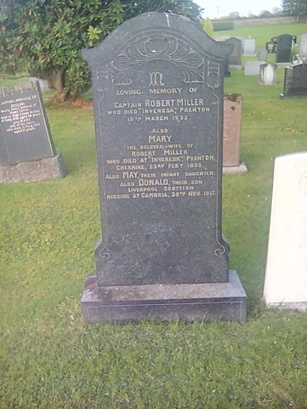 IN
LOVING MEMORY OF
CAPTAIN ROBERT MILLER
WHO DIED AT "INVERESK", PRENTON
MARCH 1932
ALSO
MARY
THE BELOVED WIFE OF
ROBERT MILLER
WHO DIED AT "INVERESK", PRENTON,
CHESHIRE, 23RD FEBY
ALSO MAY, THEIR INFANT DAUGHTER
ALSO DONALD, THEIR SON
LIVERPOOL SCOTTISH
MISSING AT CAMBRIA, 30TH NOV. 1917.